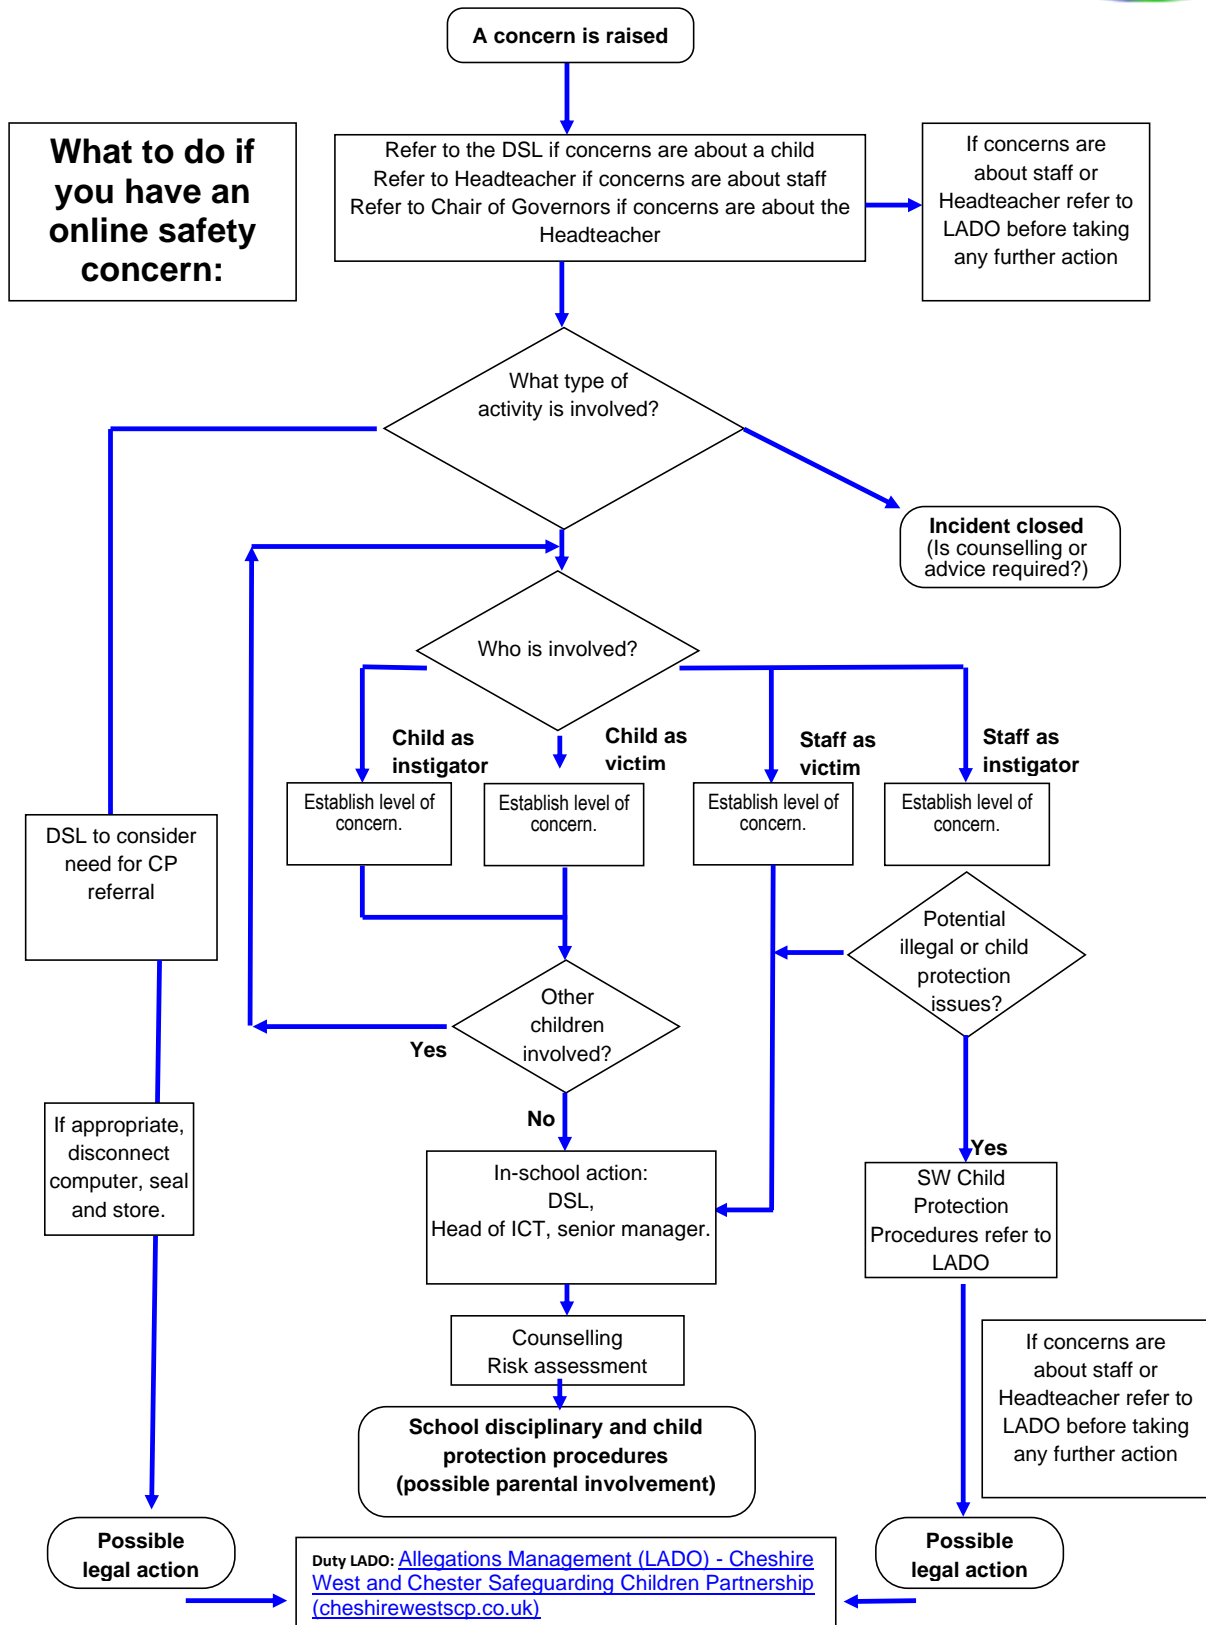 A concern is raised
What to do if
you have an
online safety
concern:
Refer to the DSL if concerns are about a child
Refer to Headteacher if concerns are about staff
Refer to Chair of Governors if concerns are about the
Headteacher
If concerns are
about staff or
Headteacher refer to
LADO before taking
any further action
What type of
activity is involved?
Incident closed
(Is counselling or
advice required?)
Who is involved?
Child as
instigator
Child as
victim
Staff as
victim
Staff as
instigator
Establish level of
concern.
Establish level of
concern.
Establish level of
concern.
Establish level of
concern.
DSL to consider
need for CP
referral
Potential
illegal or child
protection
issues?
Other
children
involved?
Yes
No
If appropriate,
disconnect
computer, seal
and store.
Yes
In-school action:
DSL,
Head of ICT, senior manager.
SW Child
Protection
Procedures refer to
LADO
Counselling
Risk assessment
If concerns are
about staff or
Headteacher refer to
LADO before taking
any further action
School disciplinary and child
protection procedures
(possible parental involvement)
Possible
legal action
Possible
legal action
Duty LADO: Allegations Management (LADO) - Cheshire
West and Chester Safeguarding Children Partnership
(cheshirewestscp.co.uk)